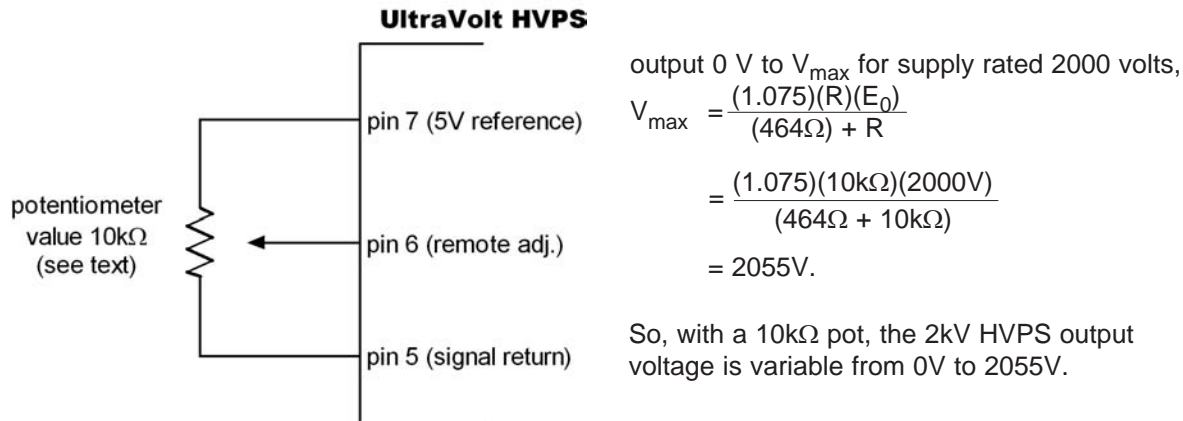 UltraVolt HVPS
pin 7 (5V reference)
potentiometer
value 10kΩ
(see text)
pin 6 (remote adj.)
pin 5 (signal return)
output 0 V to Vmax for supply rated 2000 volts,
Vmax = (1.075)(R)(E0)
(464Ω) + R
= (1.075)(10kΩ)(2000V)
(464Ω + 10kΩ)
= 2055V.
So, with a 10kΩ pot, the 2kV HVPS output
voltage is variable from 0V to 2055V.